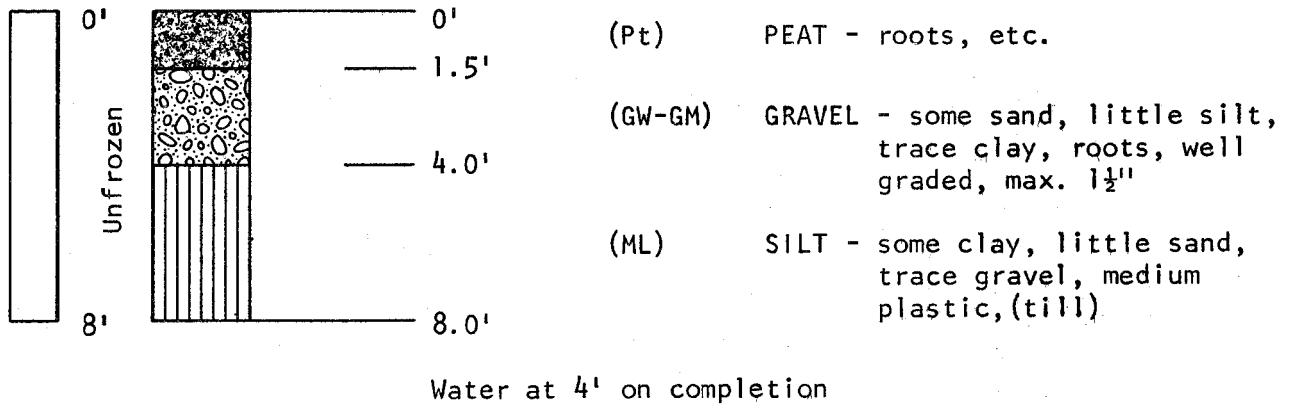 0' 0' (Pt) PEAT - roots, etc.
1.5'
(GW-GM) GRAVEL - some sand, little silt,
trace clay, roots, well
graded, max. 1½"
4.0'
Unfrozen
(ML) SILT - some clay, little sand,
trace gravel, medium
plastic,(till)
8' 8.0'
Water at 4' on completion